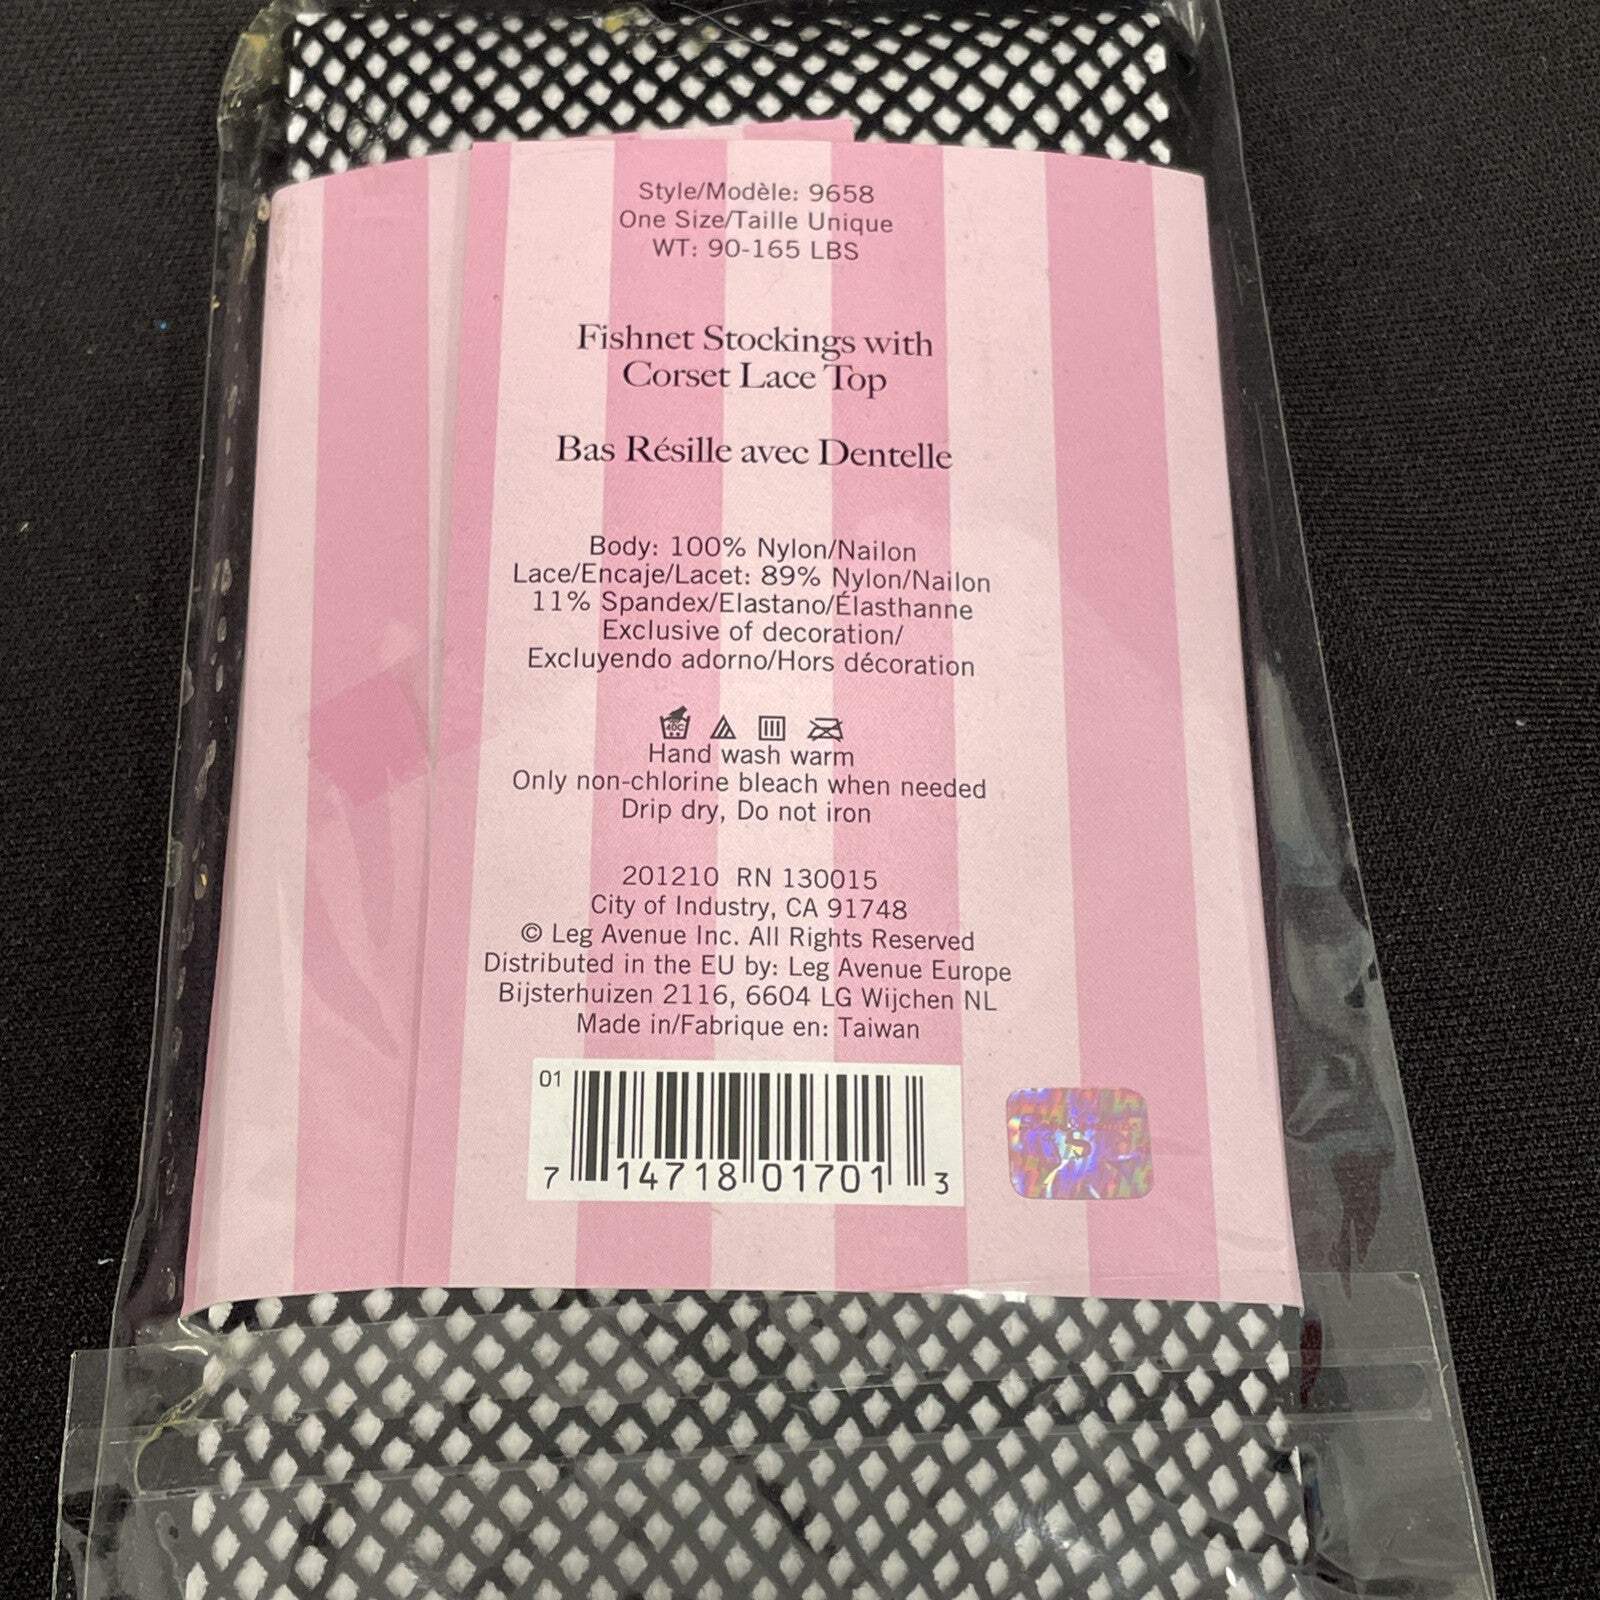 Style/Modèle: 9658
One Size/Taille Unique
WT: 90-165 LBS
Fishnet Stockings with
Corset Lace Top
Bas Résille avec Dentelle
Body: 100% Nylon/Nailon
Lace/Encaje/Lacet: 89% Nylon/Nailon
11% Spandex/Elastano/Élasthanne
Exclusive of decoration/
Excluyendo adorno/Hors décoration
40C
Hand wash warm
Only non-chlorine bleach when needed
Drip dry, Do not iron
201210 RN 130015
City of Industry, CA 91748
© Leg Avenue Inc. All Rights Reserved
Distributed in the EU by: Leg Avenue Europe
Bijsterhuizen 2116, 6604 LG Wijchen NL
Made in/Fabrique en: Taiwan
01
7 14718 01701 3
S